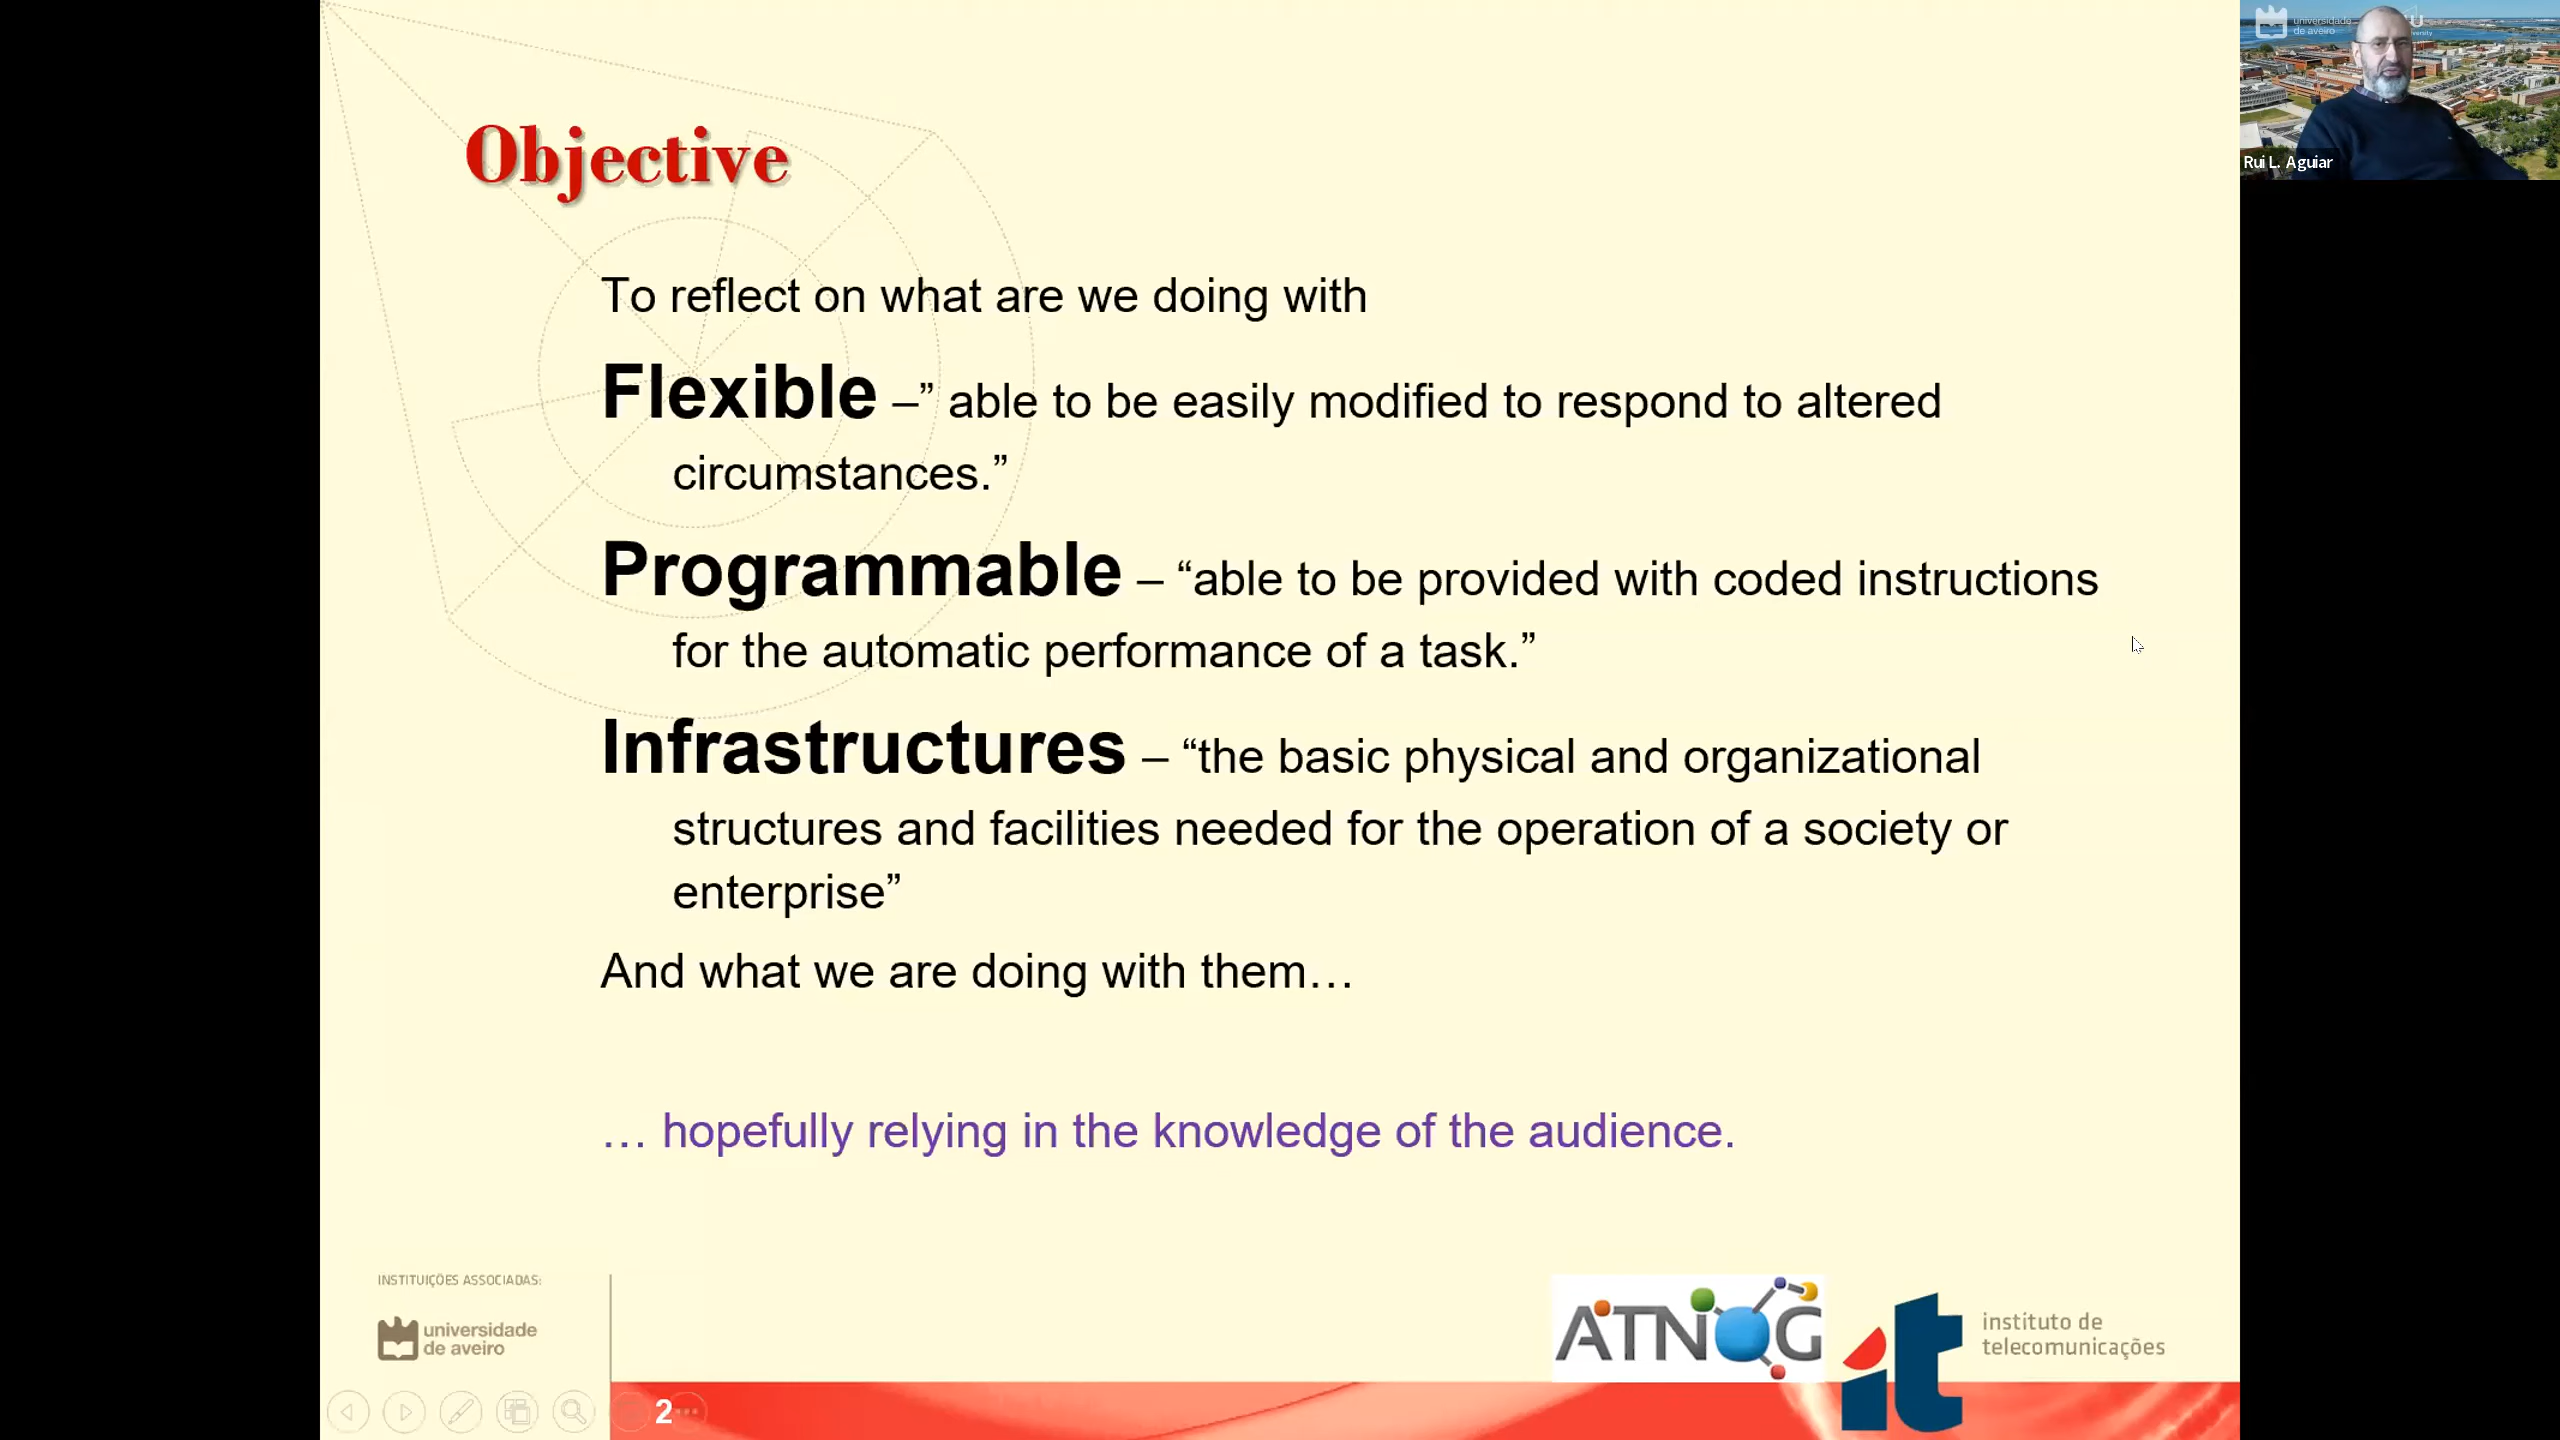 Objective
To reflect on what are we doing with
Flexible –” able to be easily modified to respond to altered
circumstances.”
Programmable – “able to be provided with coded instructions
for the automatic performance of a task.”
Infrastructures – “the basic physical and organizational
structures and facilities needed for the operation of a society or
enterprise”
And what we are doing with them…
… hopefully relying in the knowledge of the audience.
INSTITUIÇÕES ASSOCIADAS:
universidade
de aveiro
ATNOG
it
instituto de
telecomunicações
2
universidade
de aveiro
Rui L. Aguiar